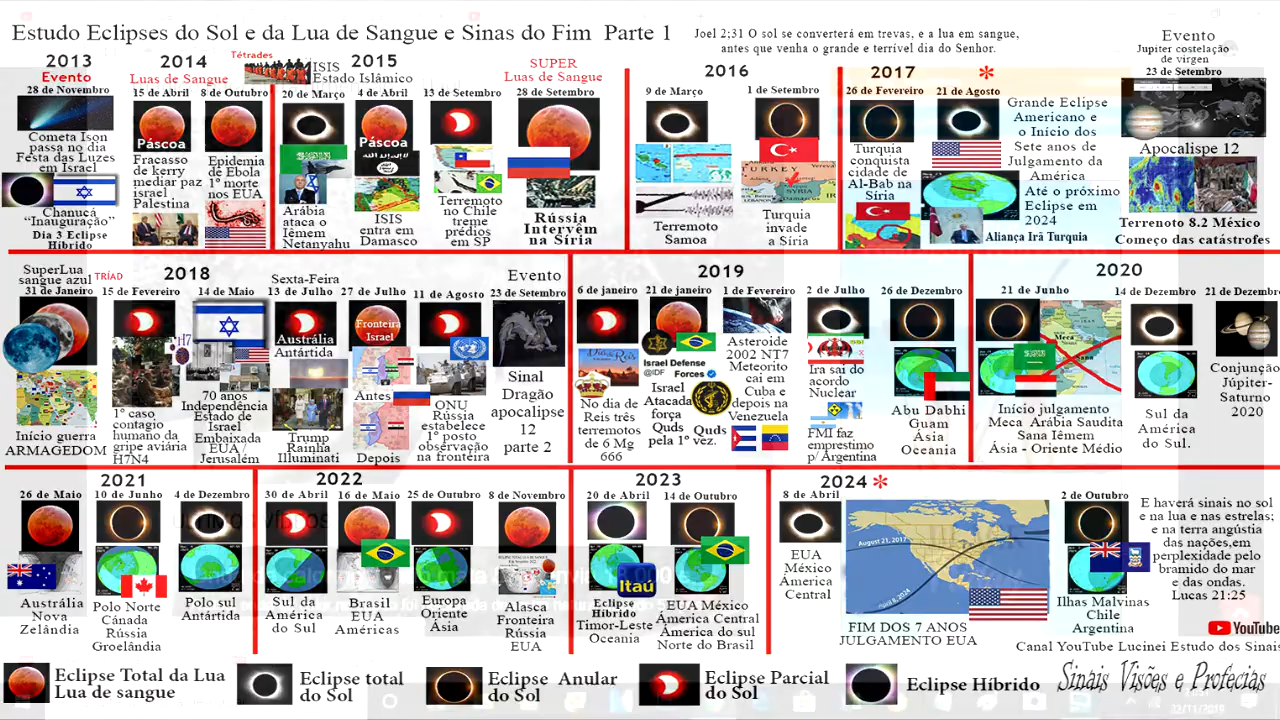 Estudo Eclipses do Sol e da Lua de Sangue e Sinas do Fim Parte 1
Joel 2;31 O sol se converterá em trevas, e a lua em sangue,
antes que venha o grande e terrível dia do Senhor.
2013
Evento
28 de Novembro
Cometa Ison
passa no dia
Festa das Luzes
em Israel
Chanucá
“Inauguração”
Dia 3 Eclipse
Híbrido
2014
Luas de Sangue
15 de Abril
Páscoa
Fracasso
de kerry
mediar paz
israel
Palestina
8 de Outubro
Epidemia
de Ebola
1ª morte
nos EUA
Tétrades
ISIS
Estado Islâmico
2015
20 de Março
Arábia
ataca o
Iêmem
Netanyahu
4 de Abril
Páscoa
ISIS
entra em
Damasco
13 de Setembro
Terremoto
no Chile
treme
prédios
em SP
SUPER
Luas de Sangue
28 de Setembro
Rússia
Intervêm
na Síria
2016
9 de Março
Terremoto
Samoa
1 de Setembro
TURKEY
SYRIA
Turquia
invade
a Síria
2017
*
26 de Fevereiro
Turquia
conquista
cidade de
Al-Bab na
Síria
21 de Agosto
Grande Eclipse
Americano e
o Início dos
Sete anos de
Julgamento da
América
Até o próximo
Eclipse em
2024
Aliança Irã Turquia
Evento
Jupiter costelação
de virgen
23 de Setembro
Apocalispe 12
Terrenoto 8.2 México
Começo das catástrofes
SuperLua
sangue azul
31 de Janeiro
Início guerra
ARMAGEDOM
TRÍAD
2018
15 de Fevereiro
H7
1º caso
contagio
humano da
gripe aviária
H7N4
14 de Maio
70 anos
Independência
Estado de
Israel
Embaixada
EUA /
Jerusalém
Sexta-Feira
13 de Julho
Austrália
Antártida
Trump
Rainha
Illuminati
27 de Julho
Fronteira
Israel
Antes
Depois
11 de Agosto
ONU
Rússia
estabelece
1º posto
observação
na fronteira
Evento
23 de Setembro
Sinal
Dragão
apocalipse
12
parte 2
2019
6 de janeiro
Dia de Reis
No dia de
Reis três
terremotos
de 6 Mg
666
21 de janeiro
Israel Defense
Forces
@IDF
Israel
Atacada
força
Quds
pela 1º vez.
Quds
1 de Fevereiro
Asteroide
2002 NT7
Meteorito
cai em
Cuba e
depois na
Venezuela
2 de Julho
Ira sai do
acordo
Nuclear
FMI faz
emprestimo
p/ Argentina
26 de Dezembro
Abu Dabhi
Guam
Ásia
Oceania
2020
21 de Junho
Meca
Início julgamento
Meca Arábia Saudita
Sana Iêmem
Ásia - Oriente Médio
14 de Dezembro
Sul da
América
do Sul.
21 de Dezembro
Conjunção
Júpiter-
Saturno
2020
2021
26 de Maio
Austrália
Nova
Zelândia
10 de Junho
Polo Norte
Cánada
Rússia
Groelândia
4 de Dezembro
Polo sul
Antártida
2022
30 de Abril
Sul da
América
do Sul
16 de Maio
Brasil
EUA
Américas
25 de Outubro
Europa
Oriente
Ásia
8 de Novembro
Alasca
Fronteira
Rússia
EUA
2023
20 de Abril
Itaú
Eclipse
Híbrido
Timor-Leste
Oceania
14 de Outubro
EUA México
América Central
América do sul
Norte do Brasil
2024 *
8 de Abril
EUA
México
América
Central
August 21, 2017
April 8, 2024
FIM DOS 7 ANOS
JULGAMENTO EUA
2 de Outubro
Ilhas Malvinas
Chile
Argentina
E haverá sinais no sol
e na lua e nas estrelas;
e na terra angústia
das nações,em
perplexidade pelo
bramido do mar
e das ondas.
Lucas 21:25
YouTube
Canal YouTube Lucinei Estudo dos Sinais
Sinais Visões e Profecias
Eclipse Total da Lua
Lua de sangue
Eclipse total
do Sol
Eclipse Anular
do Sol
Eclipse Parcial
do Sol
Eclipse Híbrido